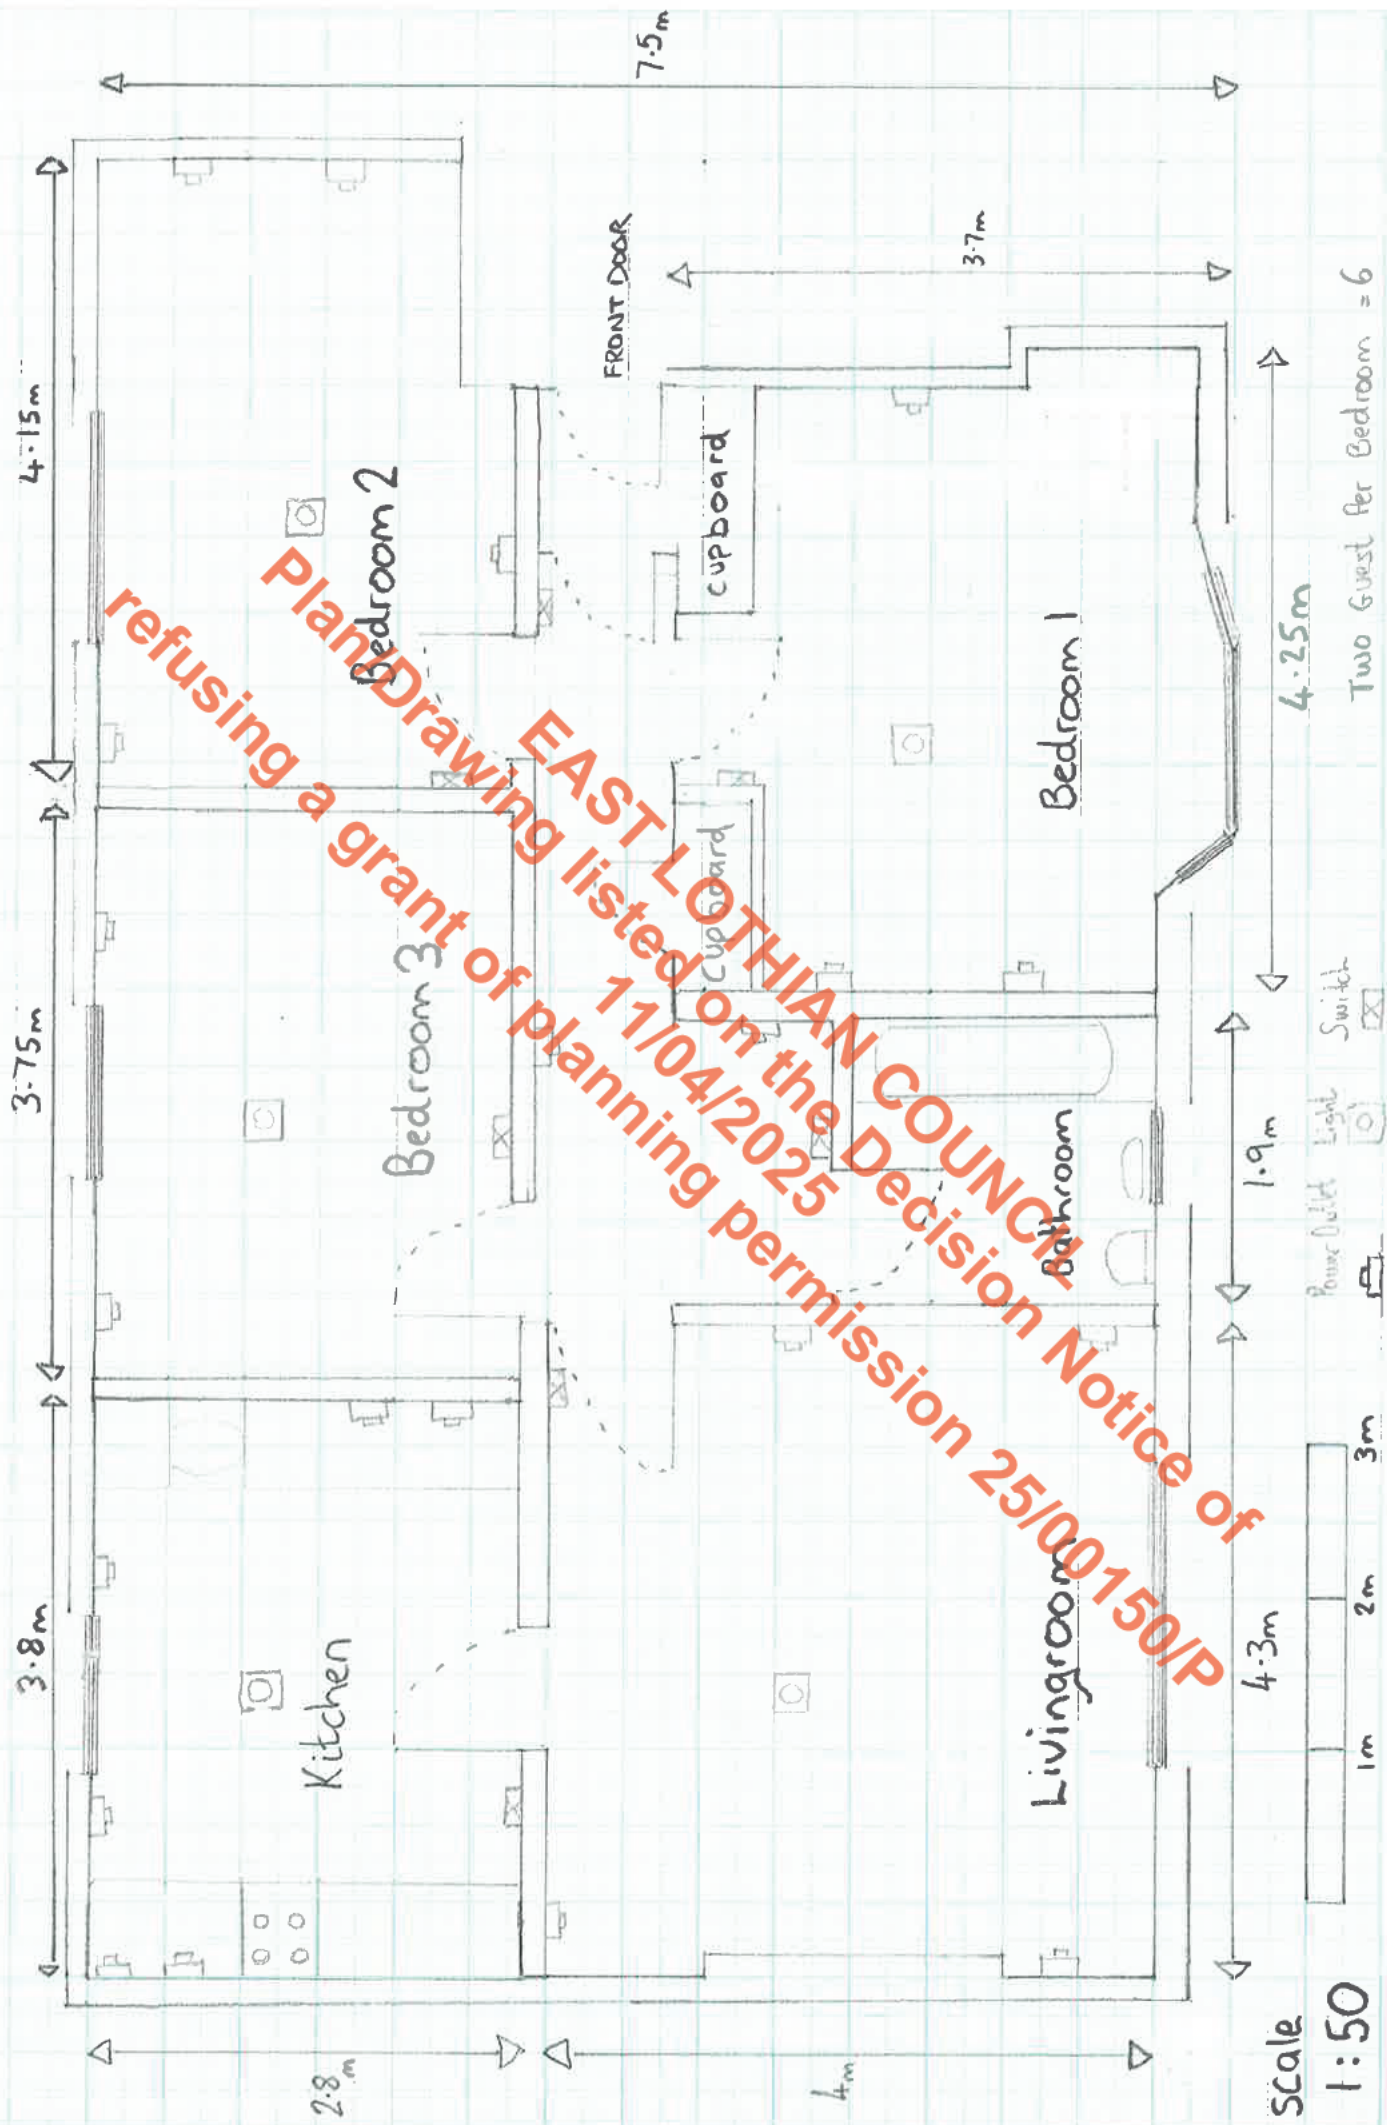 3.8m
3.75m
4.15m
7.5m
2.8m
4m
Kitchen
Bedroom 3
Bedroom 2
FRONT DOOR
3.7m
cupboard
cupboard
Livingroom
Bathroom
Bedroom 1
4.3m
1.9m
4.25m
scale
1:50
1m
2m
3m
Power Outlet
Light
Switch
Two Guest Per Bedroom = 6
EAST LOTHIAN COUNCIL
11/04/2025
Plan/Drawing listed on the Decision Notice of
refusing a grant of planning permission 25/00150/P